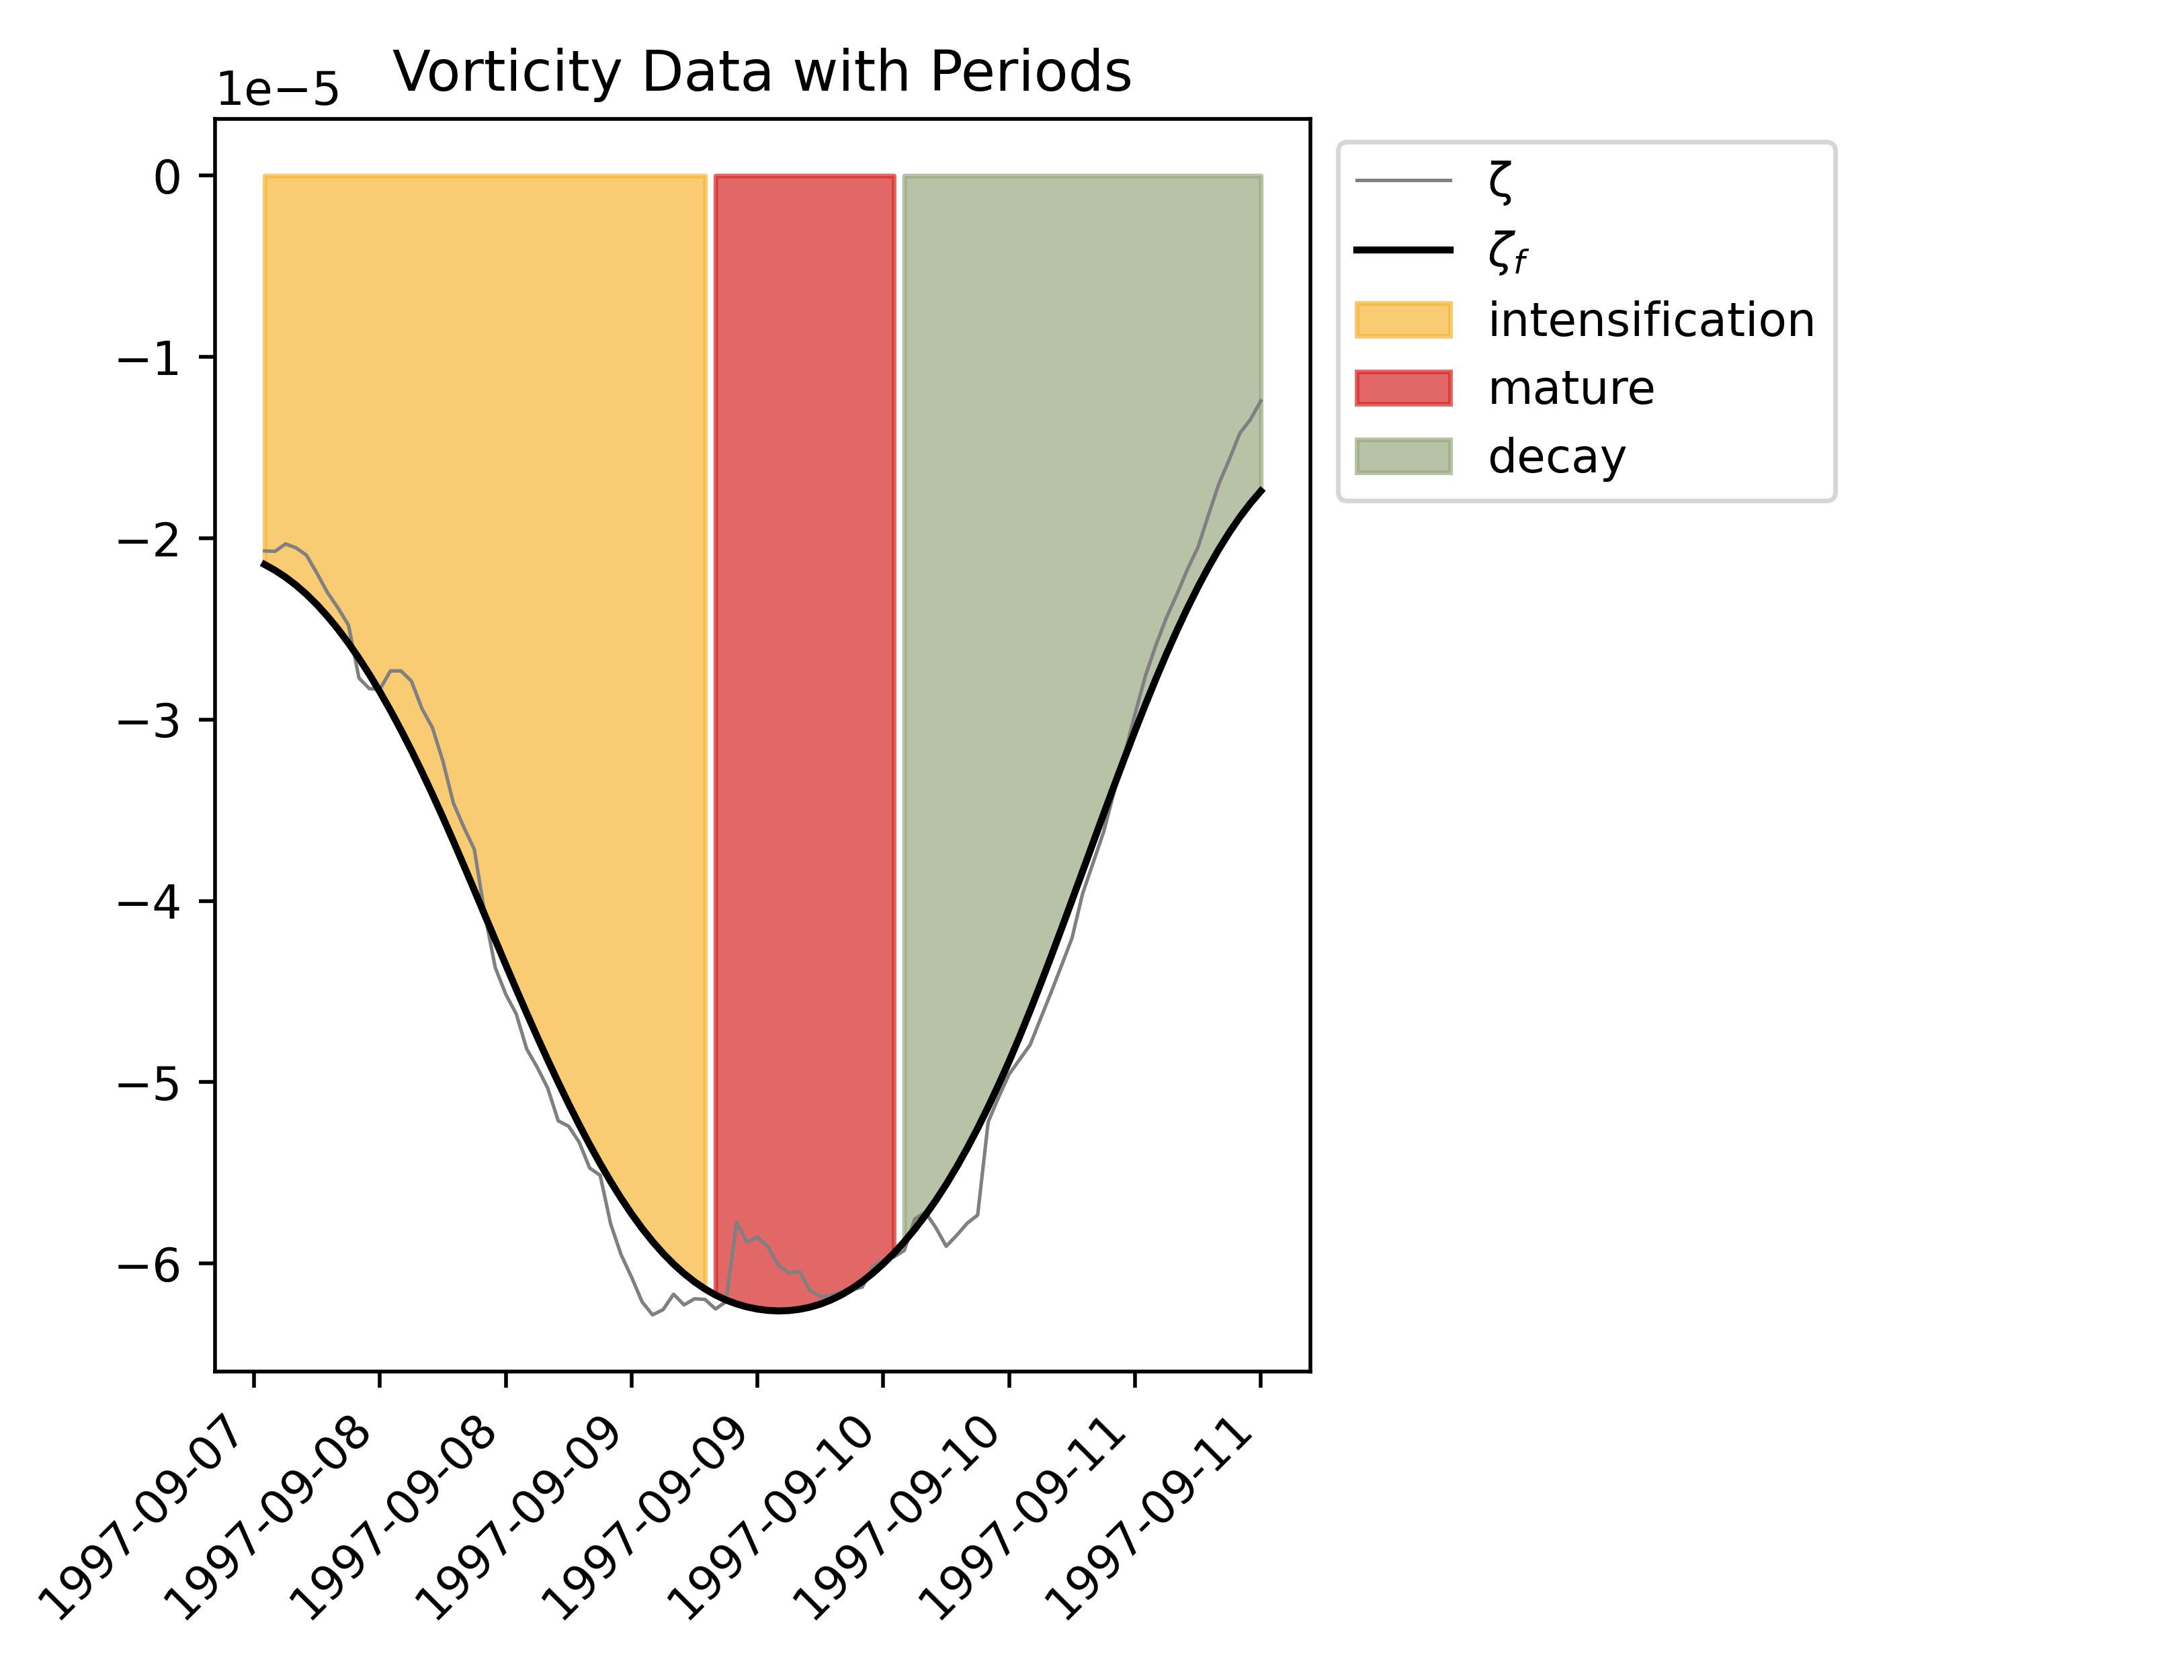 Vorticity Data with Periods
1e−5
0
−1
−2
−3
−4
−5
−6
1997-09-07
1997-09-08
1997-09-08
1997-09-09
1997-09-09
1997-09-10
1997-09-10
1997-09-11
1997-09-11
ζ
ζf
intensification
mature
decay